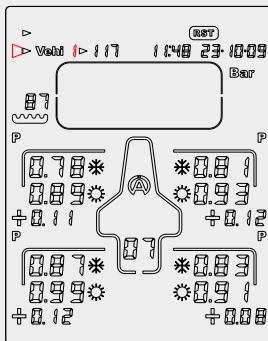 RST
Vehi 1 117 11:48 23-10-09
Bar
87
P P
0.78 0.81
0.89 0.93
+0.11 +0.12
P P
07
0.87 0.83
0.99 0.91
+0.12 +0.08